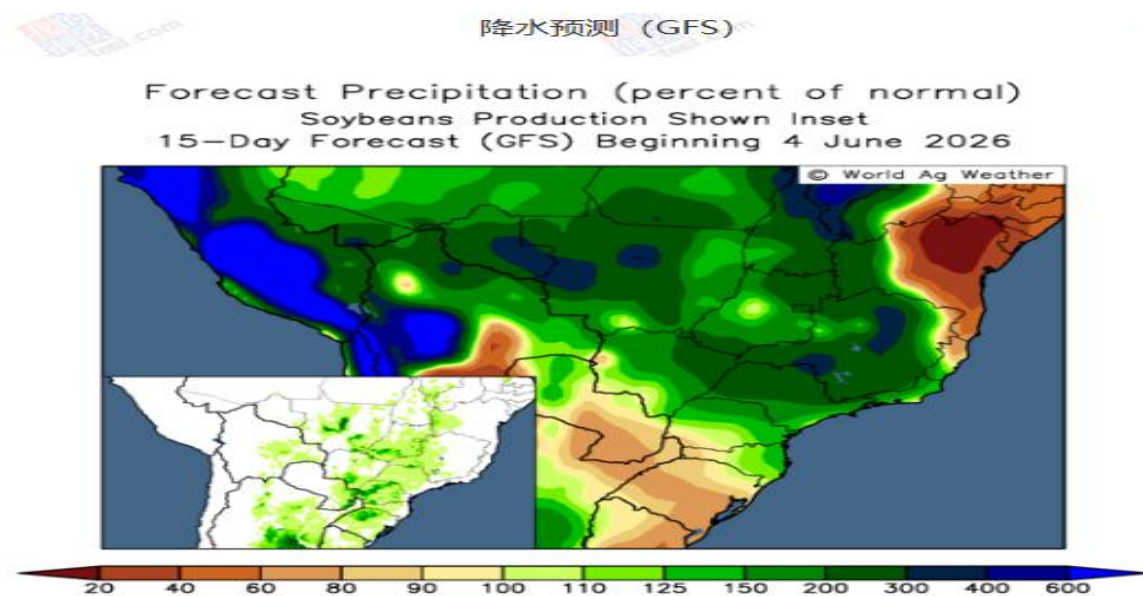 降水预测（GFS）
Forecast Precipitation (percent of normal)
Soybeans Production Shown Inset
15-Day Forecast (GFS) Beginning 4 June 2026
© World Ag Weather
20 40 60 80 90 100 110 125 150 200 300 400 600